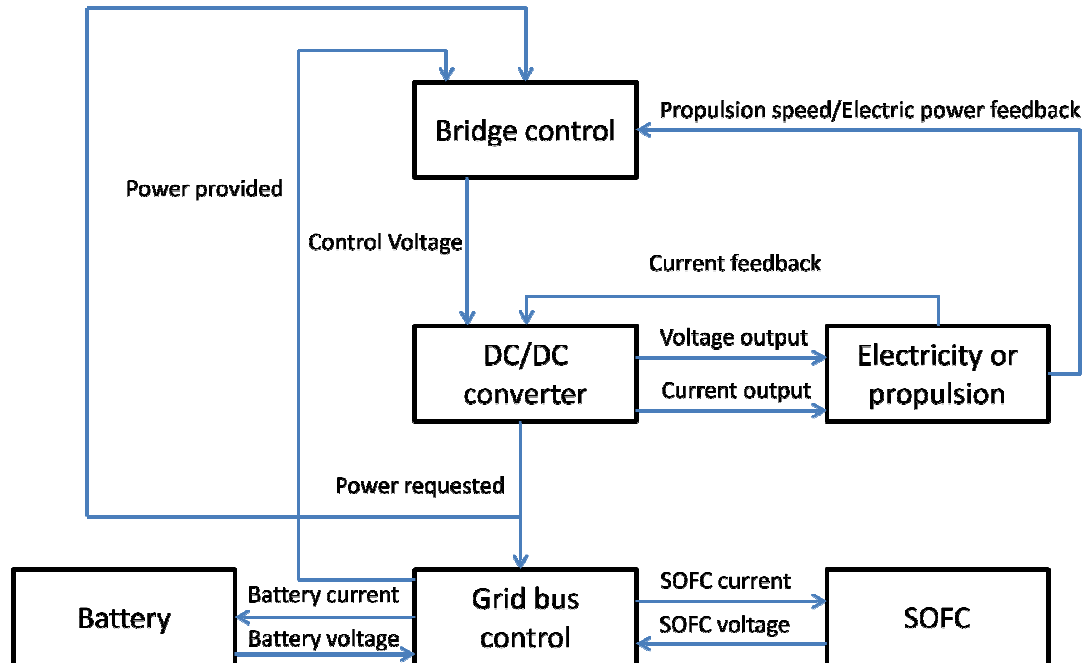 Propulsion speed/Electric power feedback
Bridge control
Power provided
Control Voltage
Current feedback
DC/DC
converter
Voltage output
Current output
Electricity or
propulsion
Power requested
Battery
Battery current
Battery voltage
Grid bus
control
SOFC current
SOFC voltage
SOFC